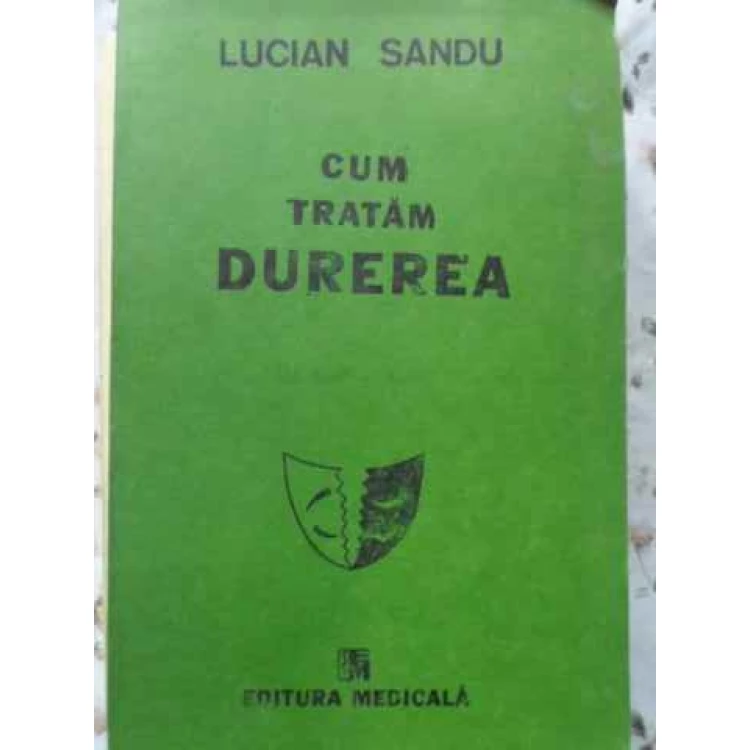 LUCIAN SANDU
CUM
TRATĂM
DUREREA
EDITURA MEDICALĂ